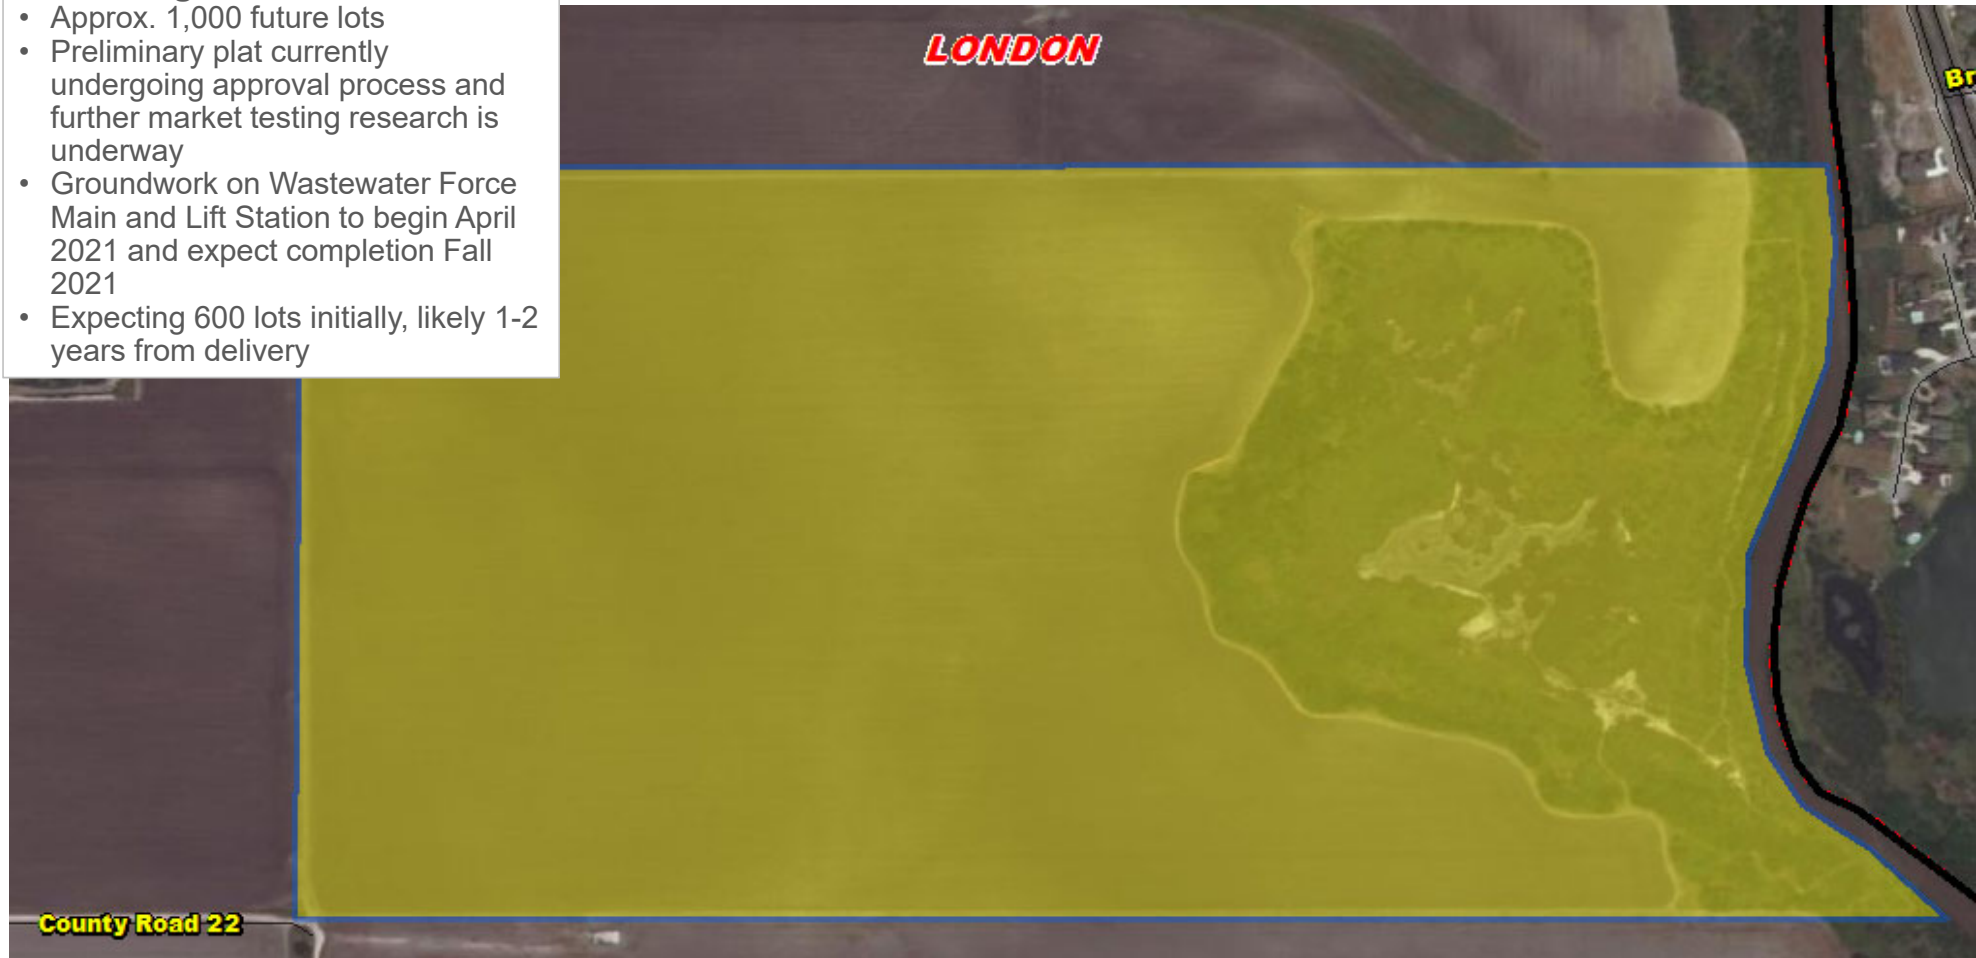 • Approx. 1,000 future lots
• Preliminary plat currently
undergoing approval process and
further market testing research is
underway
• Groundwork on Wastewater Force
Main and Lift Station to begin April
2021 and expect completion Fall
2021
• Expecting 600 lots initially, likely 1-2
years from delivery
LONDON
Br
County Road 22